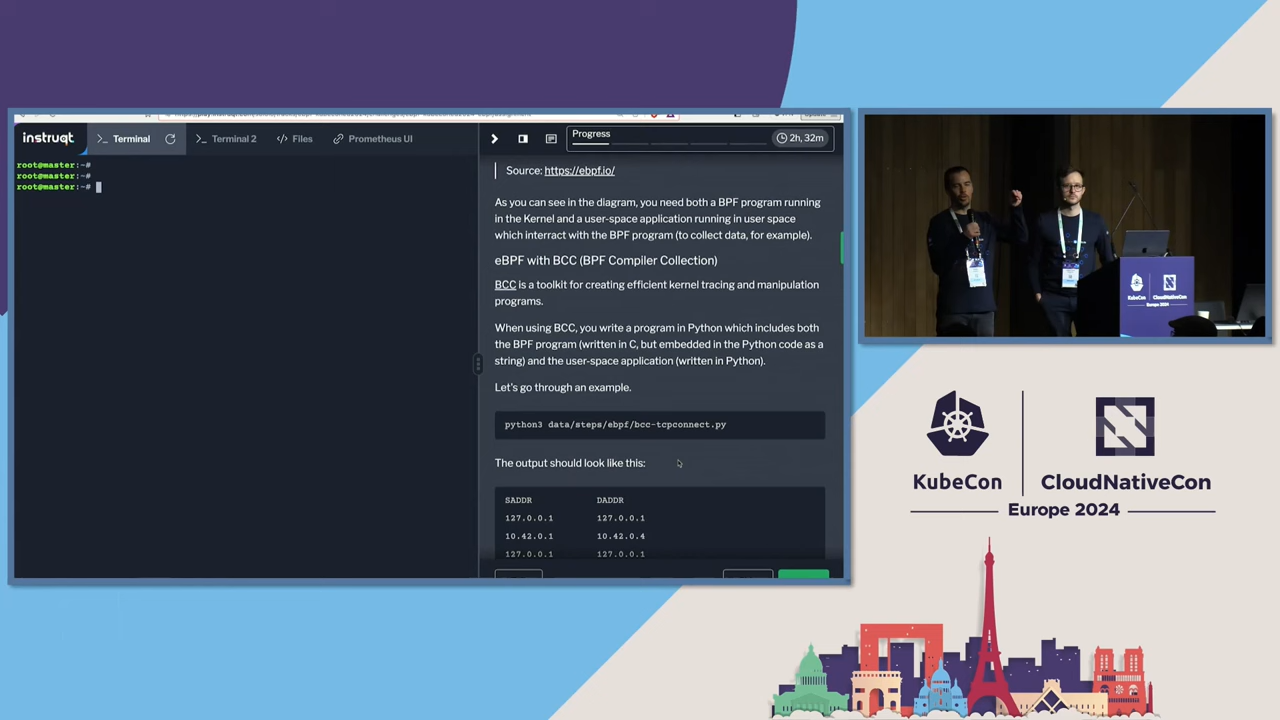 instruqt
Terminal
Terminal 2
Files
Prometheus UI
Progress
2h, 32m
root@master:~#
root@master:~#
root@master:~#
Source: https://ebpf.io/
As you can see in the diagram, you need both a BPF program running
in the Kernel and a user-space application running in user space
which interract with the BPF program (to collect data, for example).
eBPF with BCC (BPF Compiler Collection)
BCC is a toolkit for creating efficient kernel tracing and manipulation
programs.
When using BCC, you write a program in Python which includes both
the BPF program (written in C, but embedded in the Python code as a
string) and the user-space application (written in Python).
Let's go through an example.
python3 data/steps/ebpf/bcc-tcpconnect.py
The output should look like this:
SADDR DADDR
127.0.0.1 127.0.0.1
10.42.0.1 10.42.0.4
127.0.0.1 127.0.0.1
KubeCon
CloudNativeCon
Europe 2024
KubeCon
CloudNativeCon
Europe 2024